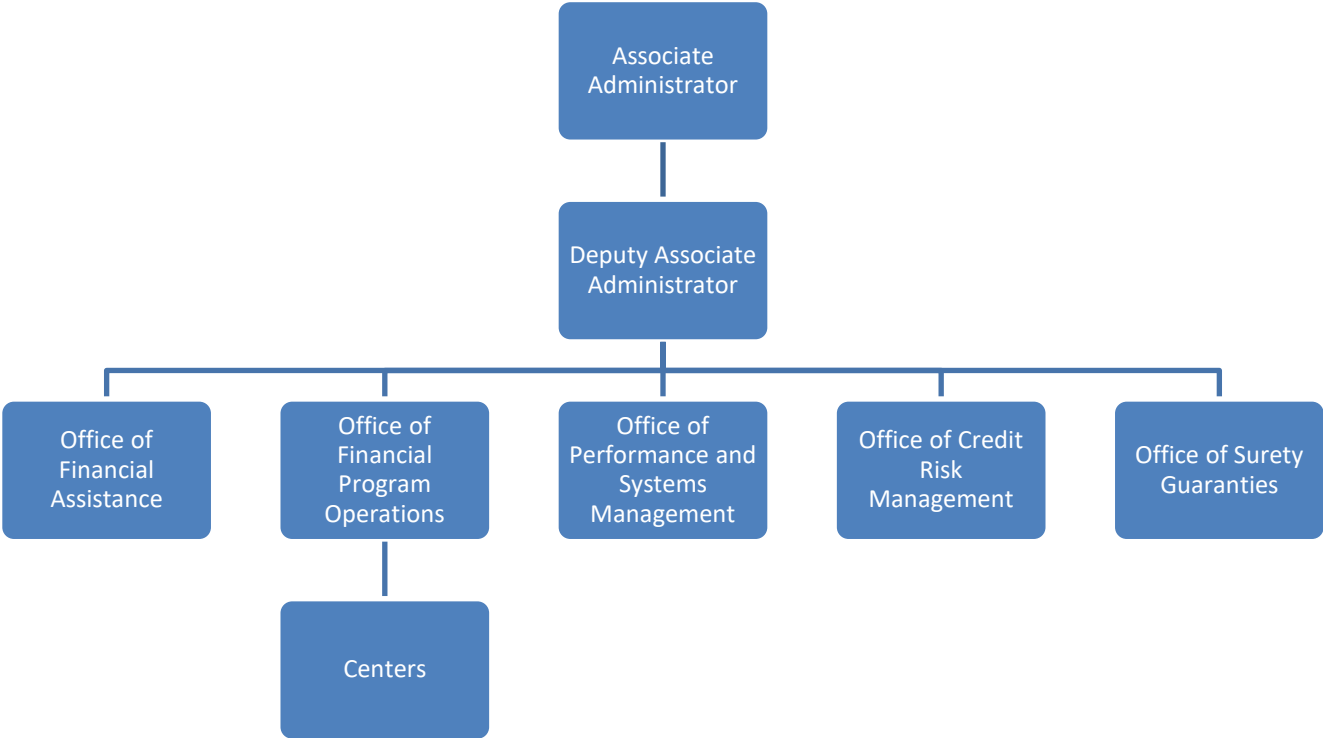 Associate
Administrator
Deputy Associate
Administrator
Office of
Financial
Assistance
Office of
Financial
Program
Operations
Office of
Performance and
Systems
Management
Office of Credit
Risk
Management
Office of Surety
Guaranties
Centers